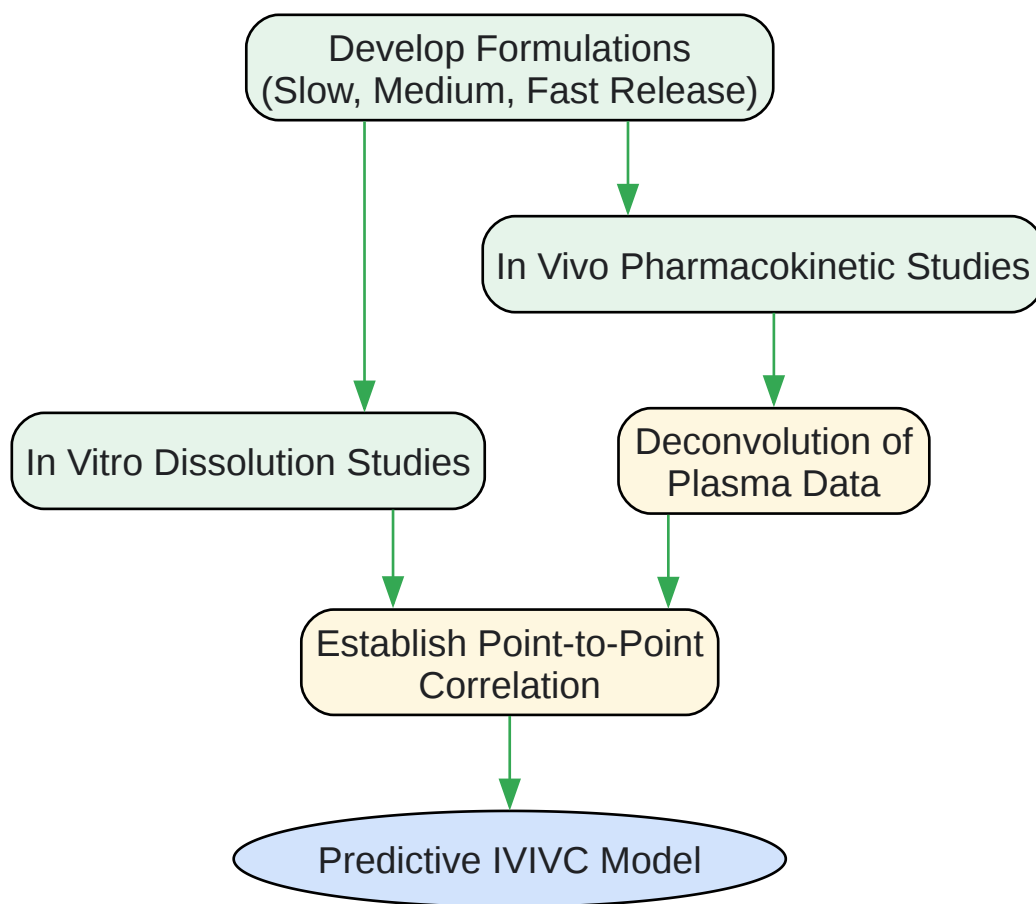 Develop Formulations
(Slow, Medium, Fast Release)
In Vivo Pharmacokinetic Studies
In Vitro Dissolution Studies
Deconvolution of
Plasma Data
Establish Point-to-Point
Correlation
Predictive IVIVC Model